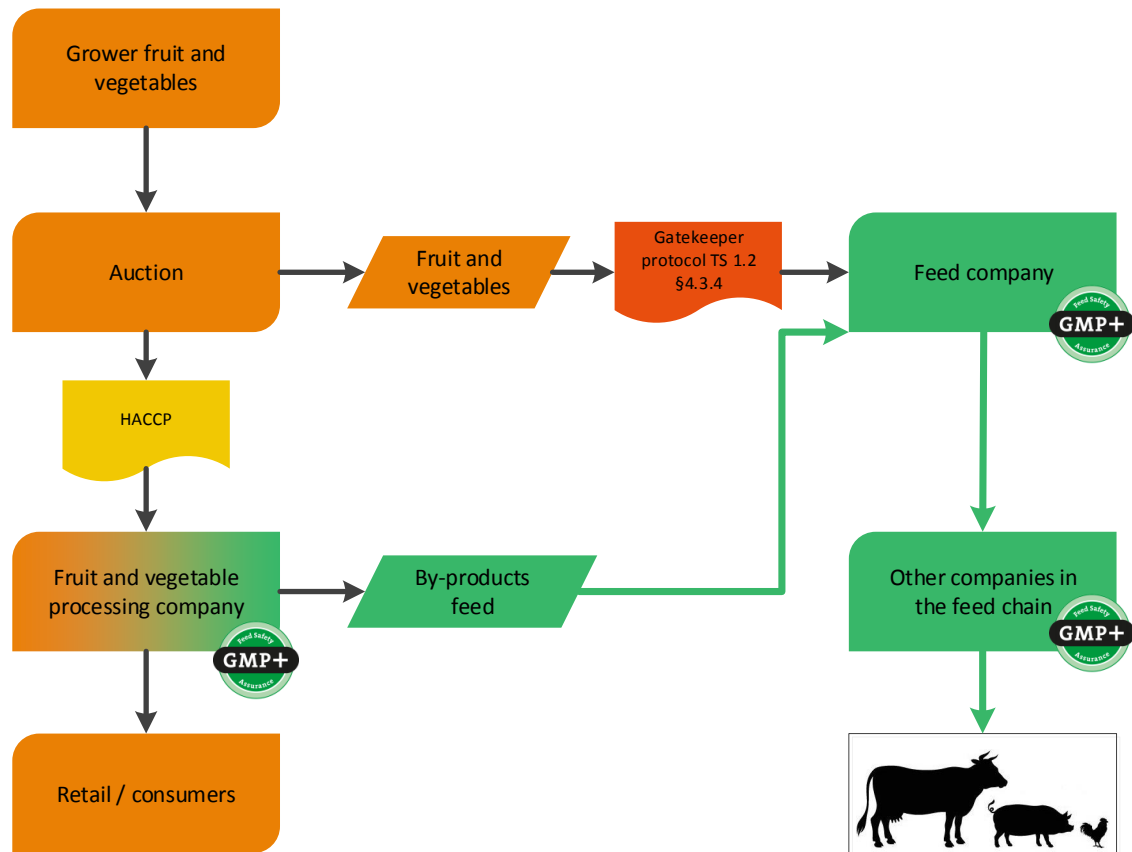 Grower fruit and
vegetables
Auction
Fruit and
vegetables
Gatekeeper
protocol TS 1.2
§4.3.4
Feed company
Feed Safety
GMP+
Assurance
HACCP
Fruit and vegetable
processing company
Feed Safety
GMP+
Assurance
By-products
feed
Other companies in
the feed chain
Feed Safety
GMP+
Assurance
Retail / consumers